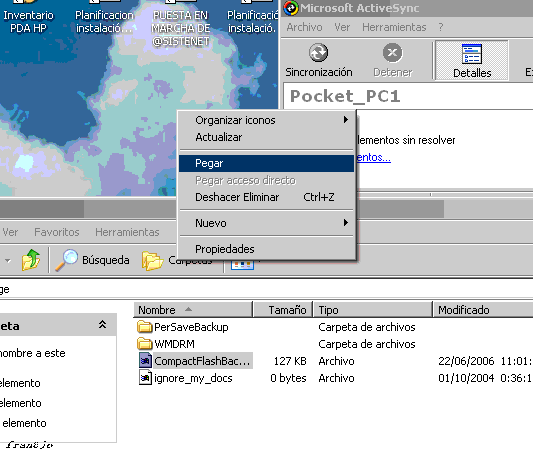 Inventario
PDA HP
Planificacion
instalació...
PUESTA EN
MARCHA DE
@SISTENET
Planificació
instalació.
Microsoft ActiveSync
Archivo Ver Herramientas ?
Sincronización Detener Detalles
Pocket_PC1
elementos sin resolver
entos...
Organizar iconos
Actualizar
Pegar
Pegar acceso directo
Deshacer Eliminar Ctrl+Z
Nuevo
Propiedades
Ver Favoritos Herramientas
Búsqueda Carpetas
ge
Nombre Tamaño Tipo Modificado
PerSaveBackup Carpeta de archivos
WMDRM Carpeta de archivos
CompactFlashBac... 127 KB Archivo 22/06/2006 11:01:
ignore_my_docs 0 bytes Archivo 01/10/2004 0:36:1
eta
nombre a este
elemento
elemento
elemento